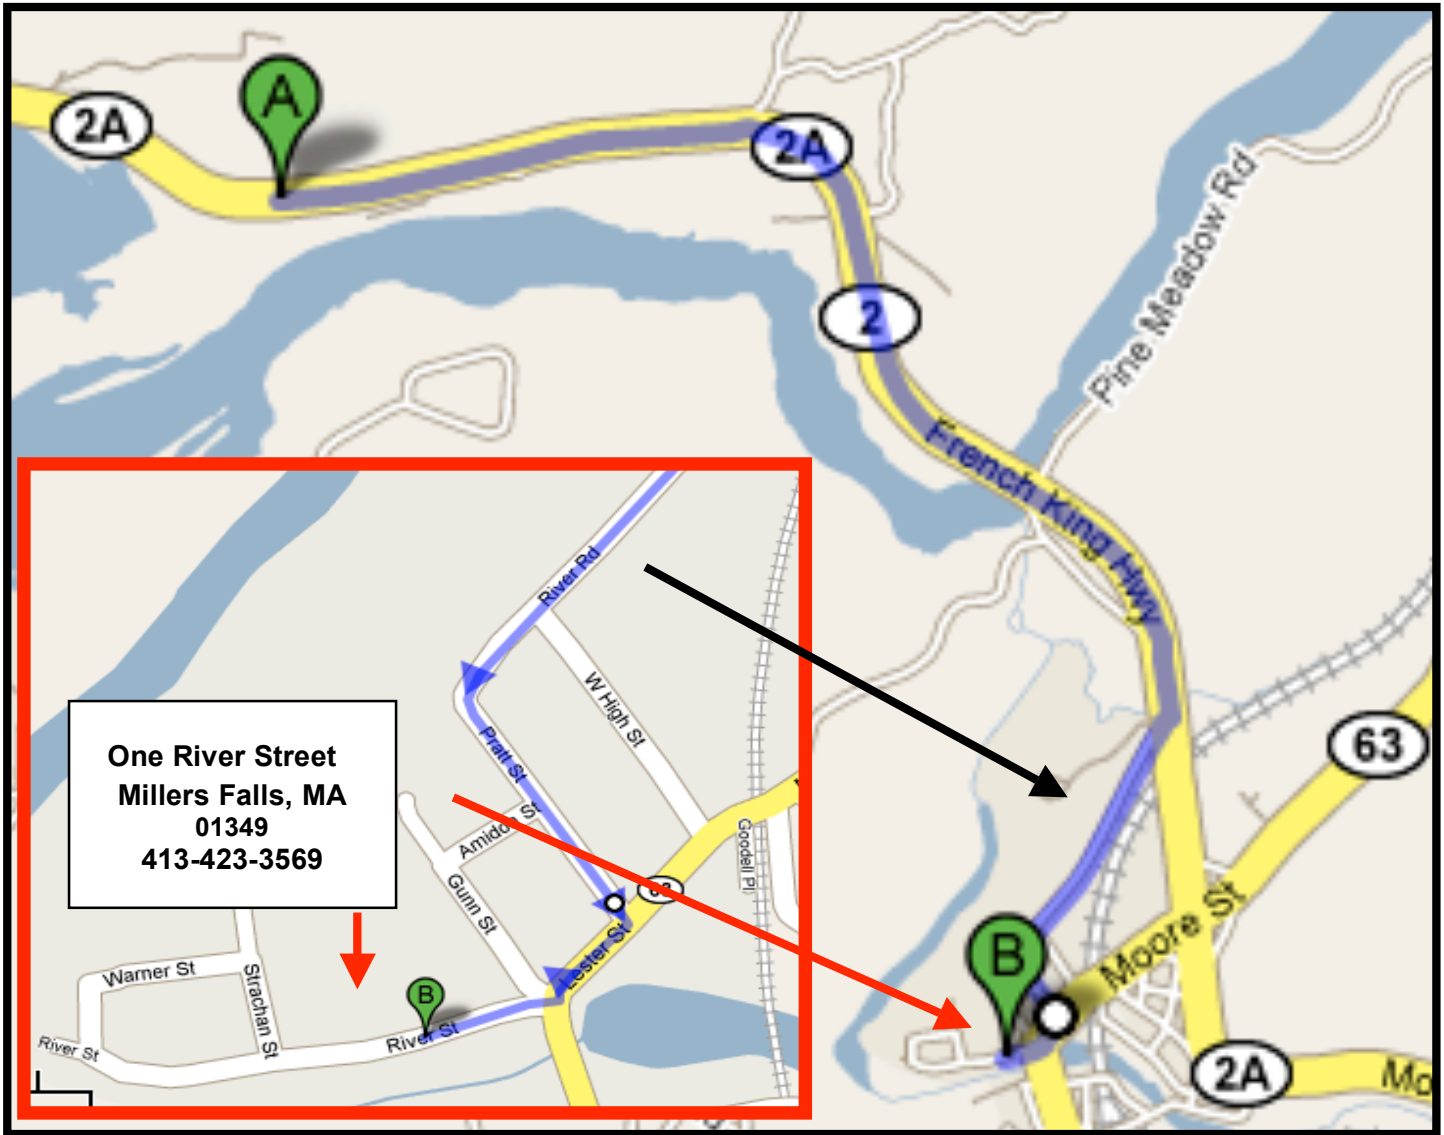 2A
A
2A
2
Pine Meadow Rd
French King Hwy
63
Moore St
B
2A
Mo
River Rd
W High St
Pratt St
Amidon St
Gunn St
63
Goodell Pl
Lester St
One River Street
Millers Falls, MA
01349
413-423-3569
Warner St
Strachan St
B
River St
River St